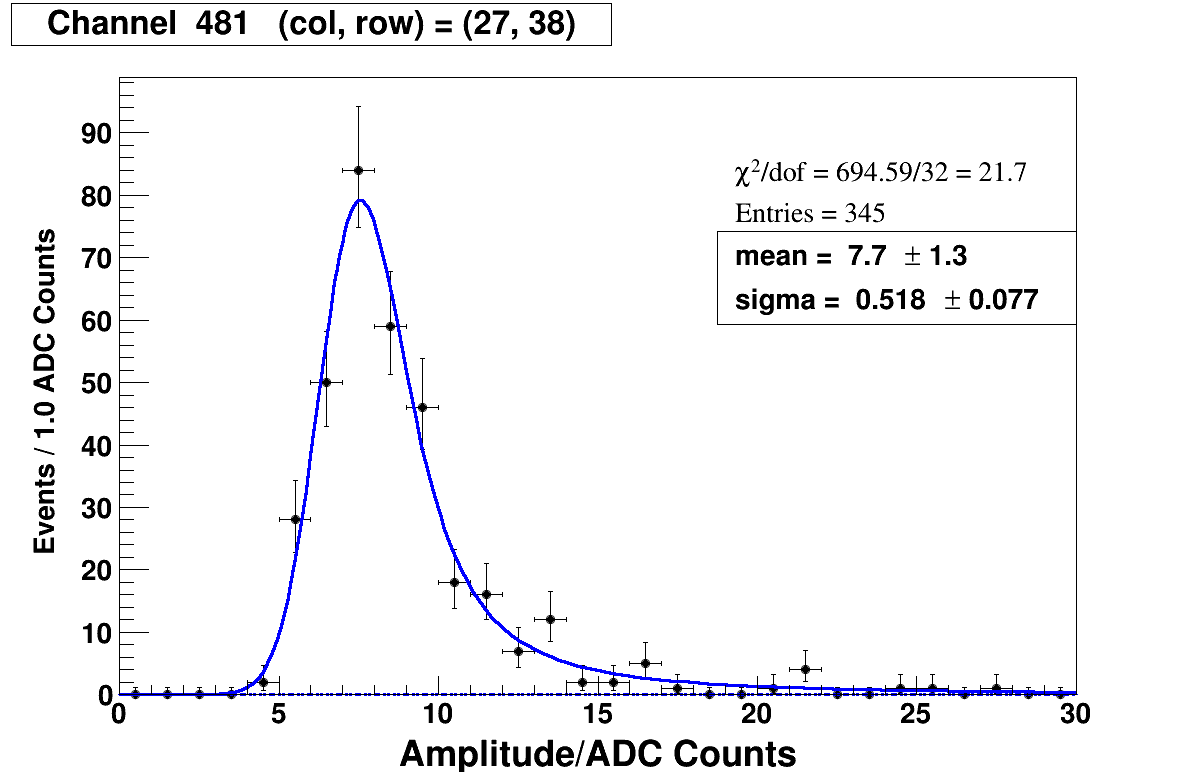 Channel 481 (col, row) = (27, 38)
χ²/dof = 694.59/32 = 21.7
Entries = 345
mean = 7.7 ± 1.3
sigma = 0.518 ± 0.077
Events / 1.0 ADC Counts
90
80
70
60
50
40
30
20
10
0
0 5 10 15 20 25 30
Amplitude/ADC Counts